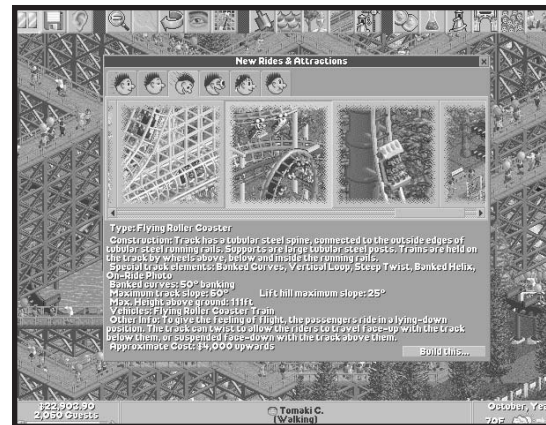 New Rides & Attractions
Type: Flying Roller Coaster
Construction: Track has a tubular steel spine, connected to the outside edges of
tubular steel running rails. Supports are large tubular steel posts. Trains are held on
the track by wheels above, below and inside the running rails.
Special track elements: Banked Curves, Vertical Loop, Steep Twist, Banked Helix,
On-Ride Photo
Banked curves: 50° banking
Maximum track slope: 60° Lift hill maximum slope: 25°
Max. Height above ground: 111ft
Vehicles: Flying Roller Coaster Train
Other Info: To give the feeling of flight, the passengers ride in a lying-down
position. The track can twist to allow the riders to travel face-up with the track
below them, or suspended face-down with the track above them.
Approximate Cost: $4,000 upwards
Build this...
$22,903.90
2,060 Guests
Tomaki C.
(Walking)
October, Yea
70F